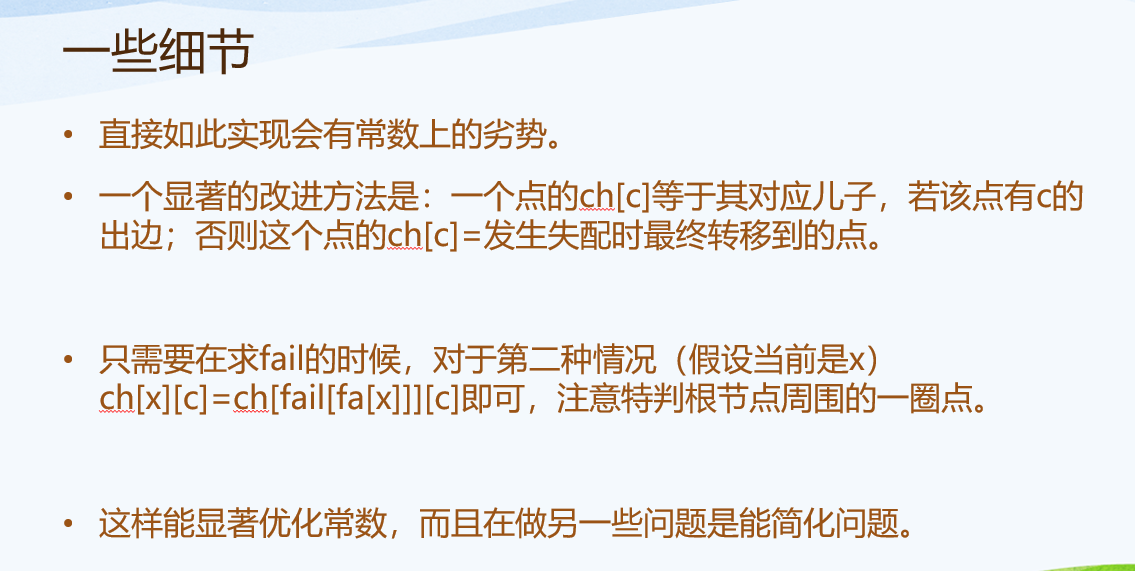 一些细节
• 直接如此实现会有常数上的劣势。
• 一个显著的改进方法是：一个点的ch[c]等于其对应儿子，若该点有c的
出边；否则这个点的ch[c]=发生失配时最终转移到的点。
• 只需要在求fail的时候，对于第二种情况（假设当前是x）
ch[x][c]=ch[fail[fa[x]]][c]即可，注意特判根节点周围的一圈点。
• 这样能显著优化常数，而且在做另一些问题是能简化问题。